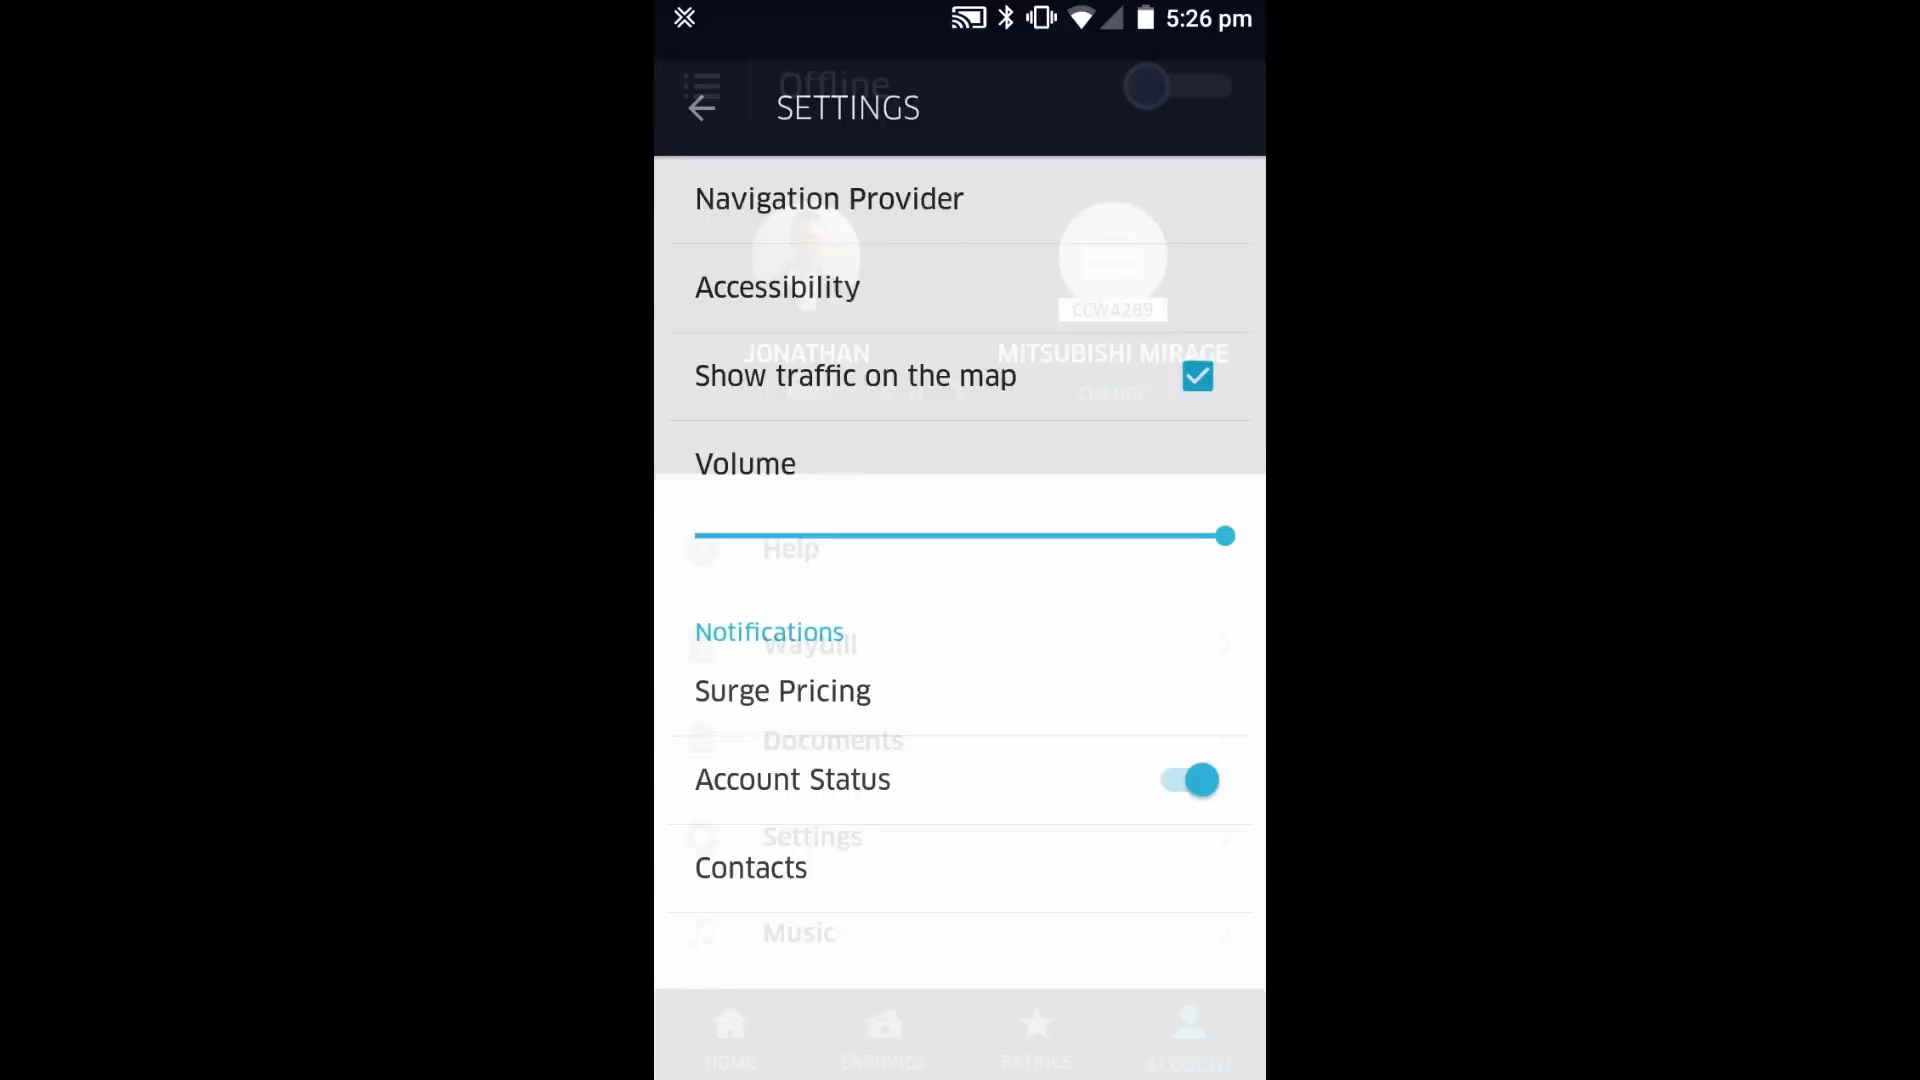 5:26 pm
Offline
SETTINGS
Navigation Provider
Accessibility
CCW4289
JONATHAN
MITSUBISHI MIRAGE
Show traffic on the map
CHANGE
Volume
Help
Notifications
Waybill
Surge Pricing
Documents
Account Status
Settings
Contacts
Music
HOME
EARNINGS
RATINGS
ACCOUNT